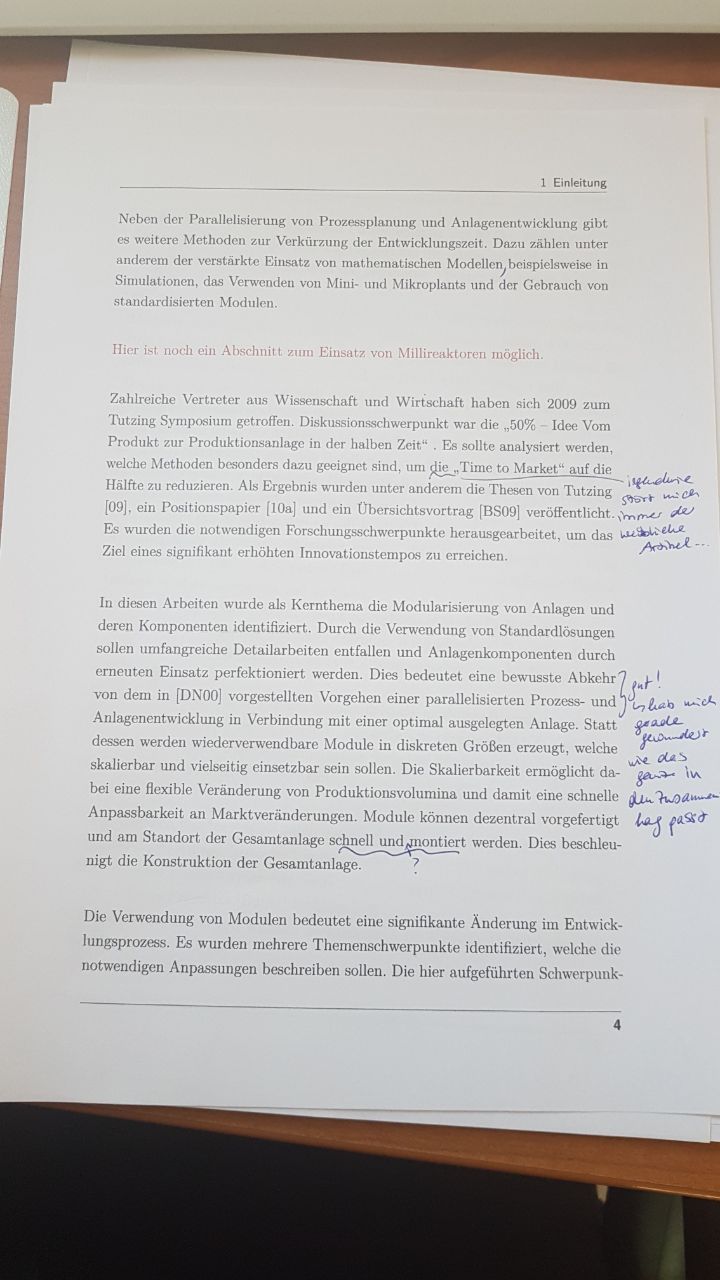 1 Einleitung
Neben der Parallelisierung von Prozessplanung und Anlagenentwicklung gibt
es weitere Methoden zur Verkürzung der Entwicklungszeit. Dazu zählen unter
anderem der verstärkte Einsatz von mathematischen Modellen, beispielsweise in
Simulationen, das Verwenden von Mini- und Mikroplants und der Gebrauch von
standardisierten Modulen.
Hier ist noch ein Abschnitt zum Einsatz von Millireaktoren möglich.
Zahlreiche Vertreter aus Wissenschaft und Wirtschaft haben sich 2009 zum
Tutzing Symposium getroffen. Diskussionsschwerpunkt war die „50% – Idee Vom
Produkt zur Produktionsanlage in der halben Zeit“ . Es sollte analysiert werden,
welche Methoden besonders dazu geeignet sind, um die „Time to Market“ auf die
Hälfte zu reduzieren. Als Ergebnis wurden unter anderem die Thesen von Tutzing
[09], ein Positionspapier [10a] und ein Übersichtsvortrag [BS09] veröffentlicht.
Es wurden die notwendigen Forschungsschwerpunkte herausgearbeitet, um das
Ziel eines signifikant erhöhten Innovationstempos zu erreichen.
irgendwie
stört mich
immer der
weibliche
Artikel...
In diesen Arbeiten wurde als Kernthema die Modularisierung von Anlagen und
deren Komponenten identifiziert. Durch die Verwendung von Standardlösungen
sollen umfangreiche Detailarbeiten entfallen und Anlagenkomponenten durch
erneuten Einsatz perfektioniert werden. Dies bedeutet eine bewusste Abkehr
von dem in [DN00] vorgestellten Vorgehen einer parallelisierten Prozess- und
Anlagenentwicklung in Verbindung mit einer optimal ausgelegten Anlage. Statt
dessen werden wiederverwendbare Module in diskreten Größen erzeugt, welche
skalierbar und vielseitig einsetzbar sein sollen. Die Skalierbarkeit ermöglicht da-
bei eine flexible Veränderung von Produktionsvolumina und damit eine schnelle
Anpassbarkeit an Marktveränderungen. Module können dezentral vorgefertigt
und am Standort der Gesamtanlage schnell und montiert werden. Dies beschleu-
nigt die Konstruktion der Gesamtanlage.
?
gut!
hab mich
gerade
gewundert
wie das
ganze in
den Zusammen
hag passt
Die Verwendung von Modulen bedeutet eine signifikante Änderung im Entwick-
lungsprozess. Es wurden mehrere Themenschwerpunkte identifiziert, welche die
notwendigen Anpassungen beschreiben sollen. Die hier aufgeführten Schwerpunk-
4